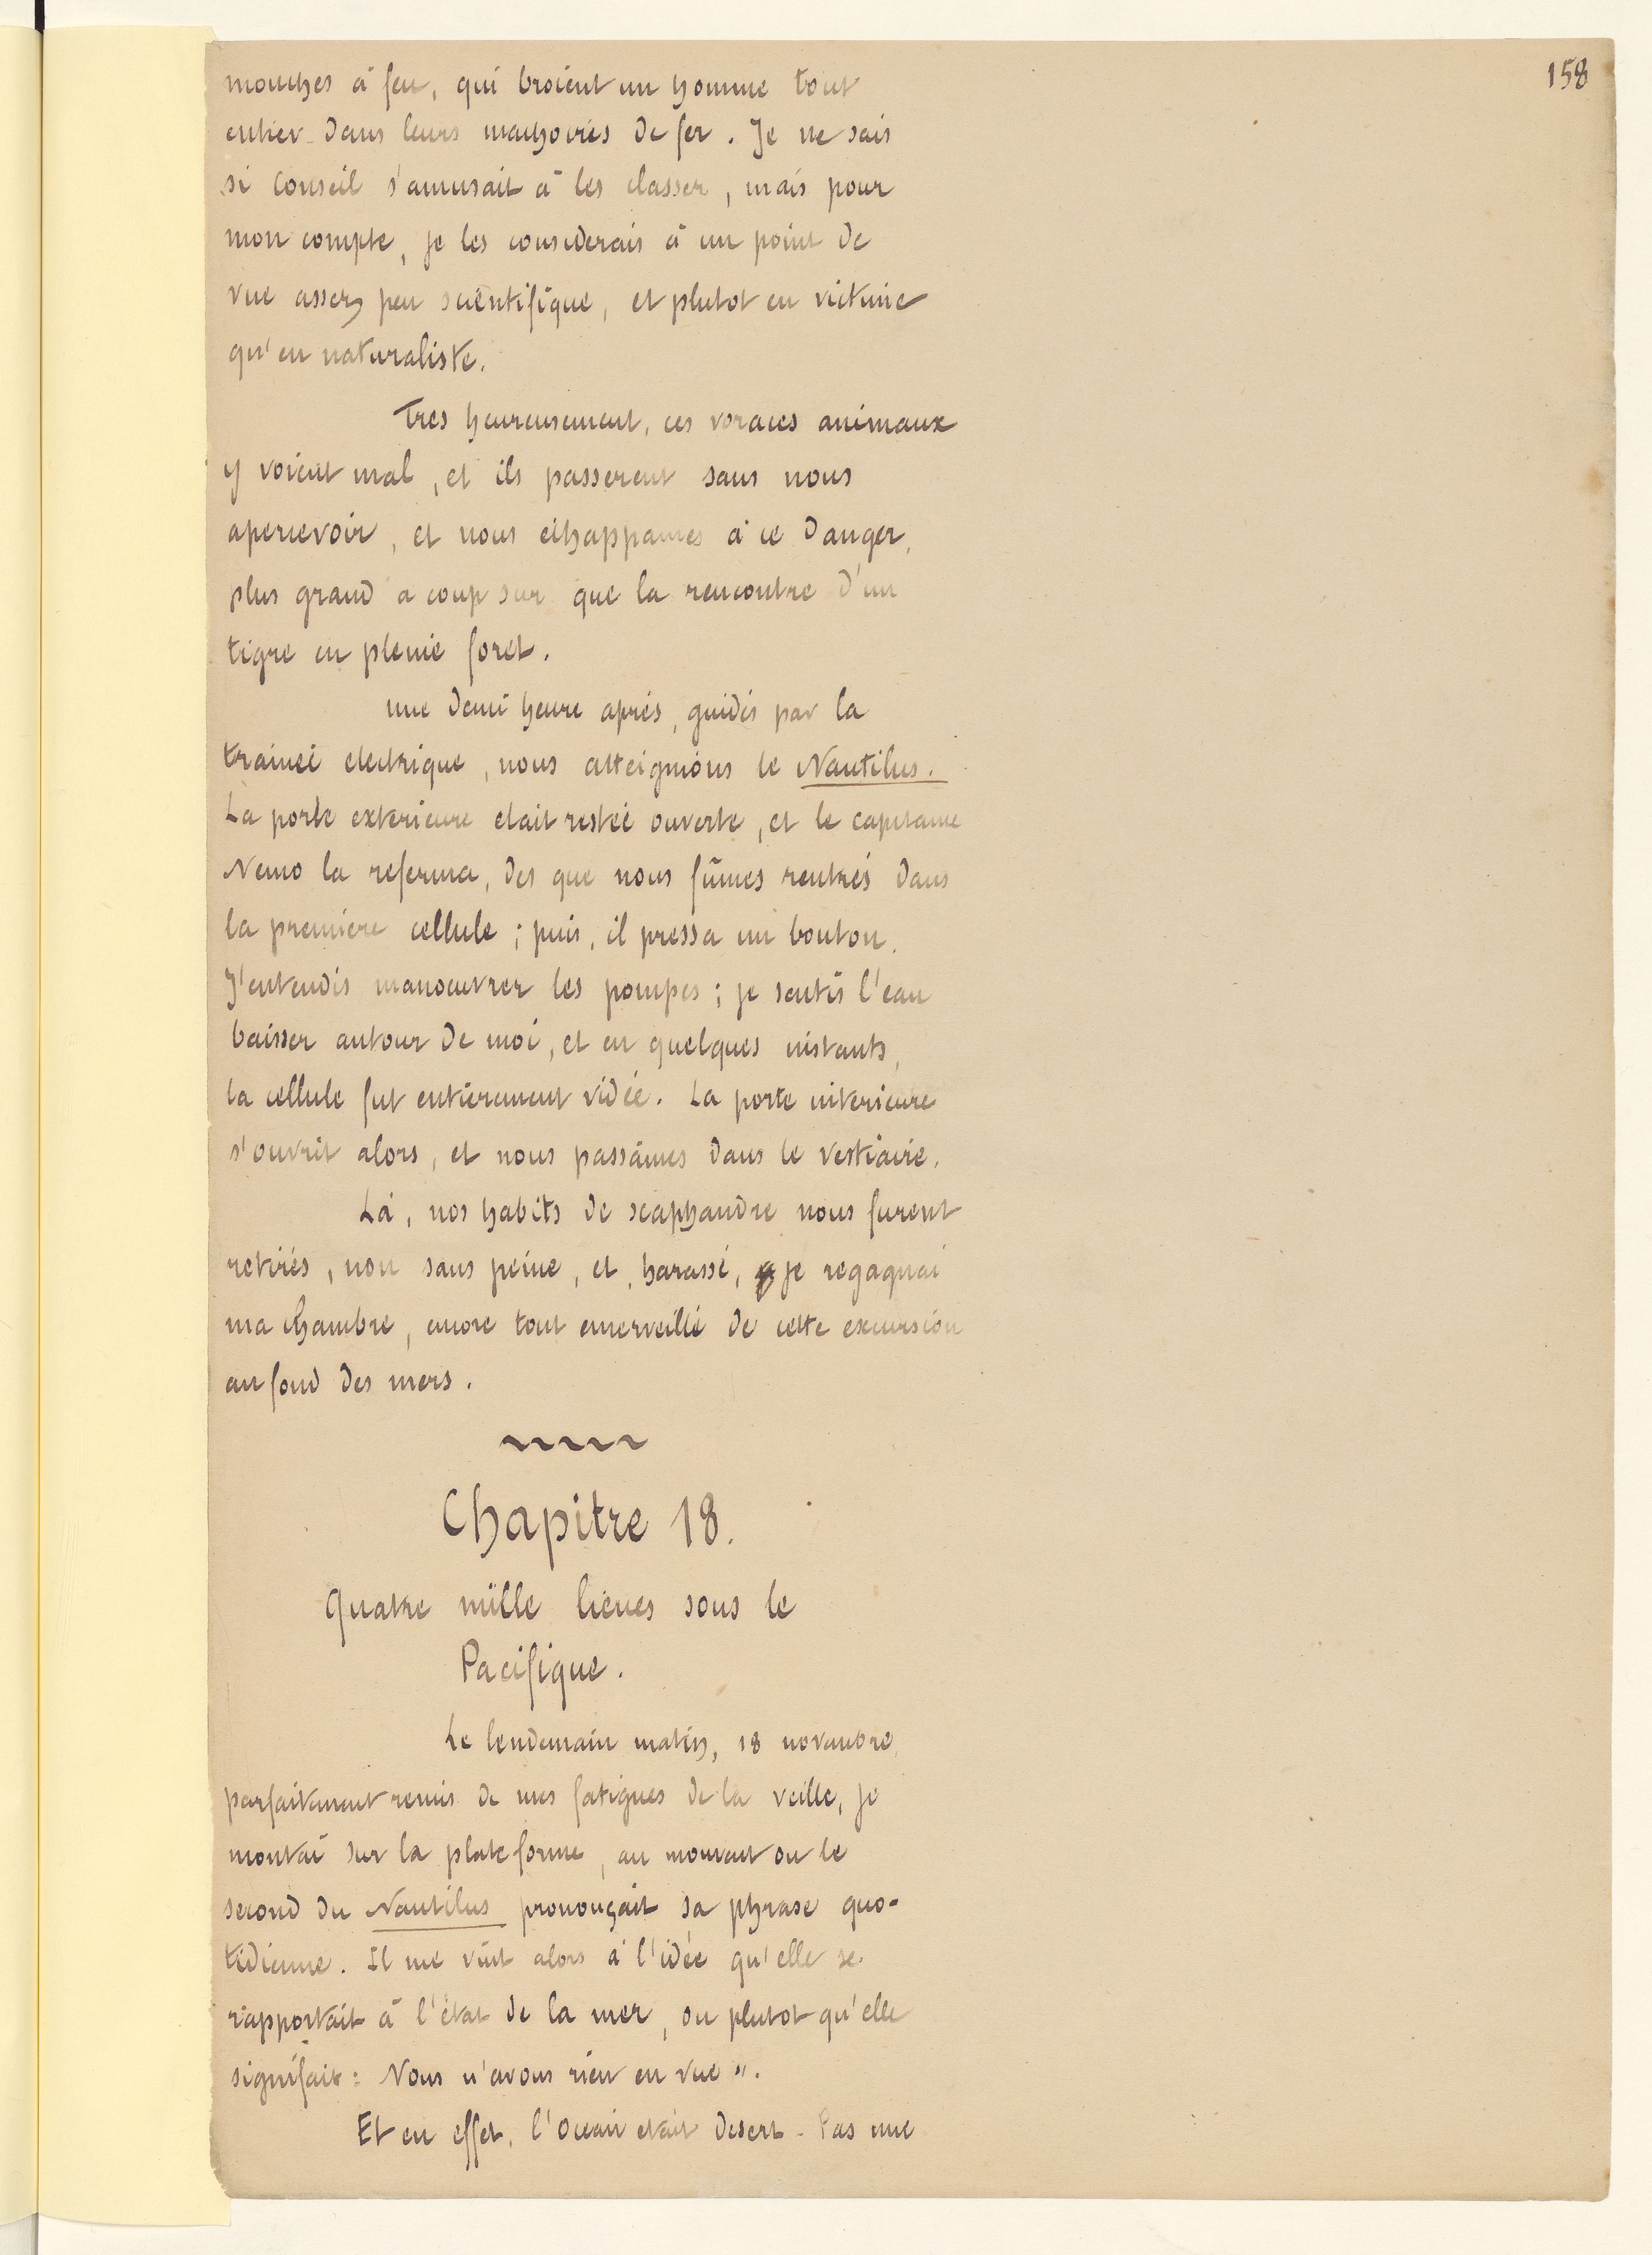 158
mouches à feu, qui broient un homme tout
entier dans leurs machoires de fer. Je ne sais
si Conseil s'amusait à les classer, mais pour
mon compte, je les considerais à un point de
vue assez peu scientifique, et plutot en victime
qu'en naturaliste.
Tres heureusement, ces voraces animaux
y voient mal, et ils passerent sans nous
apercevoir, et nous echappames à ce danger,
plus grand a coup sur que la rencontre d'un
tigre en pleine foret.
une demi heure après, guidés par la
trainée electrique, nous atteignions le Nautilus.
La porte exterieure etait restée ouverte, et le capitaine
Nemo la referma, des que nous fûmes rentrés dans
la premiere cellule ; puis, il pressa un bouton.
J'entendis manoeuvrer les pompes ; je sentis l'eau
baisser autour de moi, et en quelques instants,
la cellule fut entierement vidée. La porte interieure
s'ouvrit alors, et nous passâmes dans le vestiaire.
Là, nos habits de scaphandre nous furent
retirés, non sans peine, et, harassé, je regagnai
ma chambre, encore tout emerveillé de cette excursion
au fond des mers.
Chapitre 18.
Quatre mille lieues sous le
Pacifique.
Le lendemain matin, 18 novembre,
parfaitement remis de mes fatigues de la veille, je
montai sur la plate forme, au moment ou le
second du Nautilus prononçait sa phrase quo-
tidienne. Il me vint alors à l'idée qu'elle se
rapportait à l'état de la mer, ou plutot qu'elle
signifait : Nous n'avons rien en vue ».
Et en effet, l'Ocean etait desert. Pas une